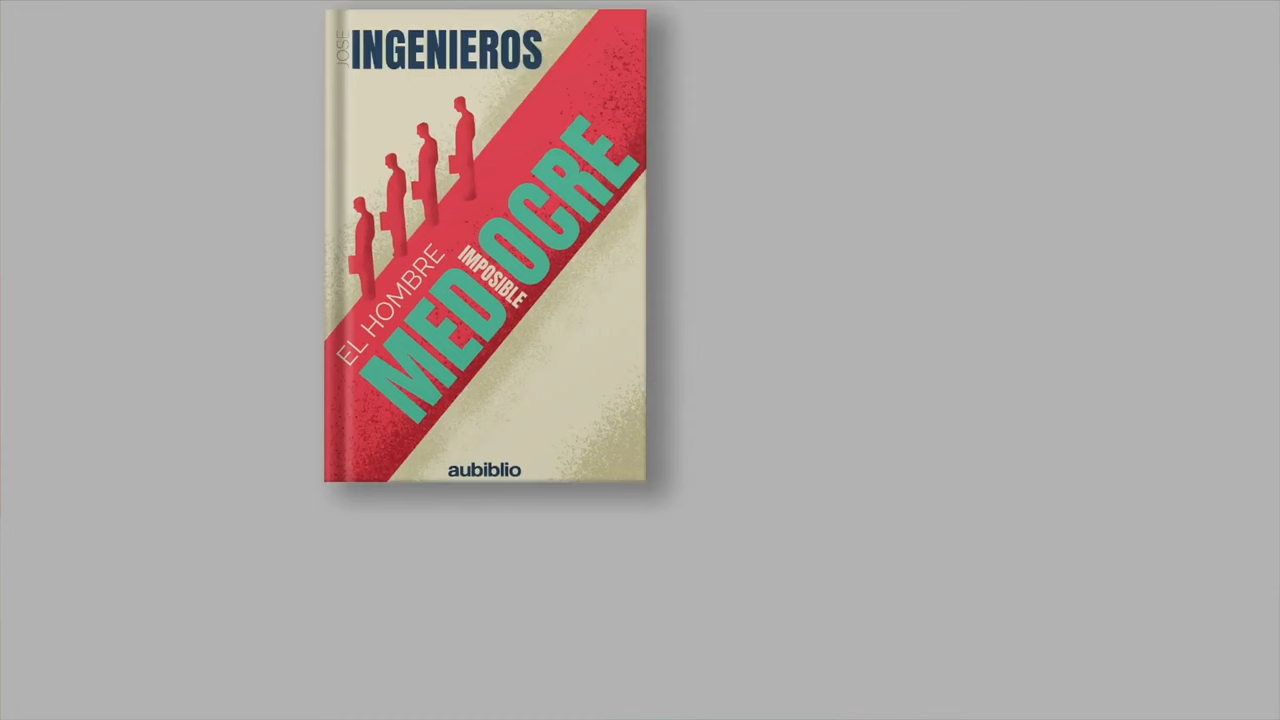 JOSÉ
INGENIEROS
EL HOMBRE
MEDIOCRE
IMPOSIBLE
aubiblio